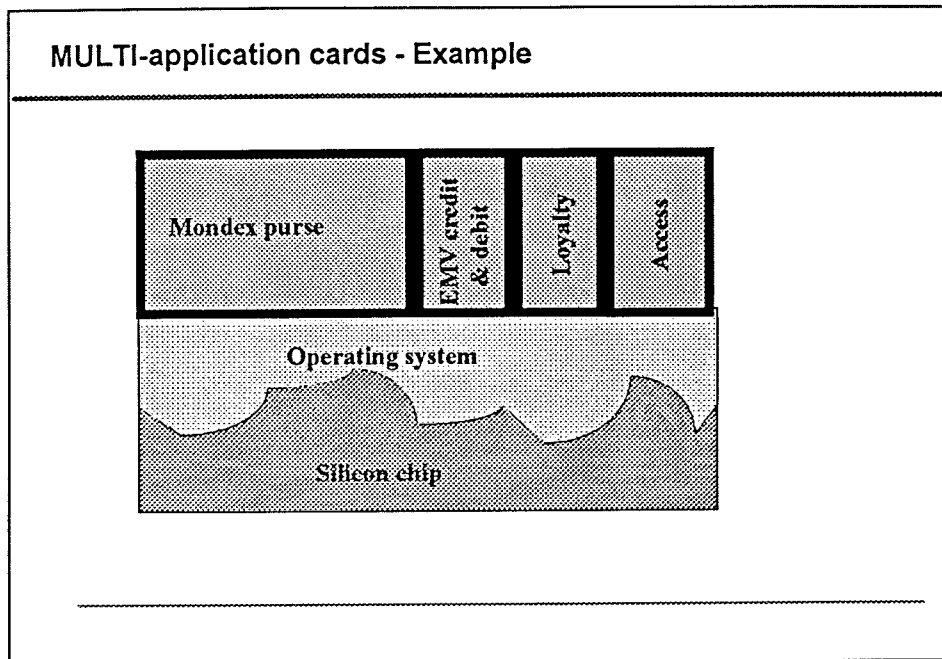 MULTI-application cards - Example
Mondex purse
EMV credit
& debit
Loyalty
Access
Operating system
Silicon chip